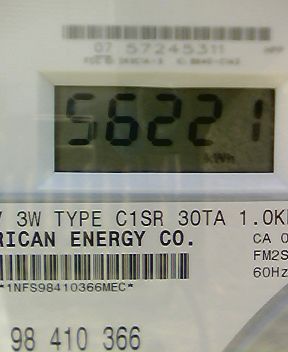 07 57245311
56221
kWh
3W TYPE C1SR 30TA 1.0K
RICAN ENERGY CO.
CA 0
FM2S
*1NFS98410366MEC*
60Hz
98 410 366